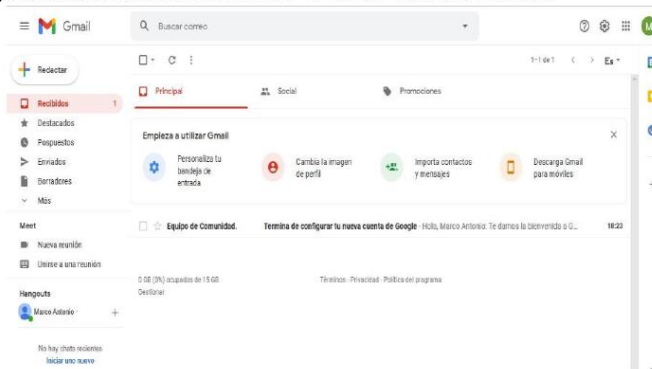 Gmail
Buscar correo
M
Redactar
1-1 de 1
Es
Recibidos 1
Destacados
Pospuestos
Enviados
Borradores
Más
Principal
Social
Promociones
Empieza a utilizar Gmail
Personaliza tu
bandeja de
entrada
Cambia la imagen
de perfil
Importa contactos
y mensajes
Descarga Gmail
para móviles
Equipo de Comunidad. Termina de configurar tu nueva cuenta de Google - Hola, Marco Antonio: Te damos la bienvenida a G... 18:23
Meet
Nueva reunión
Unirse a una reunión
0 GB (0%) ocupados de 15 GB
Gestionar
Términos · Privacidad · Política del programa
Hangouts
Marco Antonio
No hay chats recientes
Iniciar uno nuevo